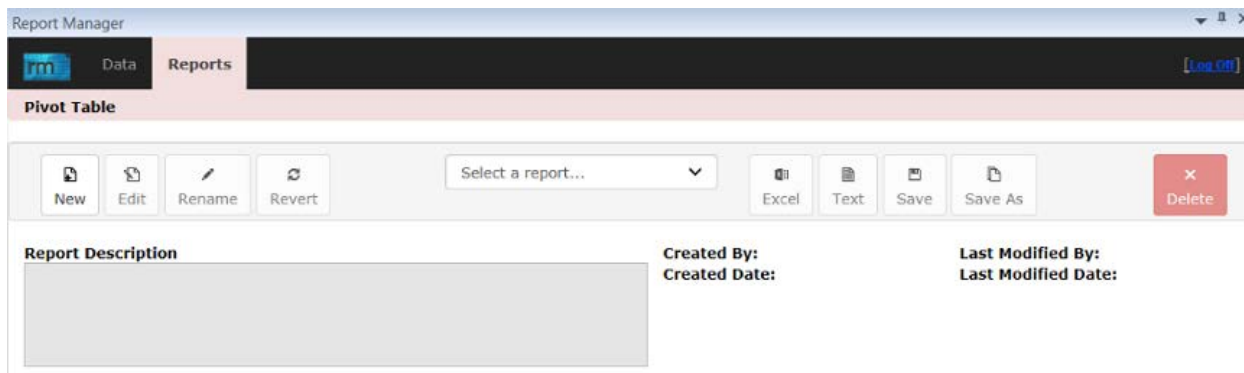 Report Manager
rm Data Reports [Log Off]
Pivot Table
New Edit Rename Revert Select a report... Excel Text Save Save As Delete
Report Description Created By: Last Modified By:
Created Date: Last Modified Date: